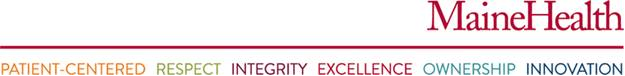 MaineHealth
PATIENT-CENTERED RESPECT INTEGRITY EXCELLENCE OWNERSHIP INNOVATION